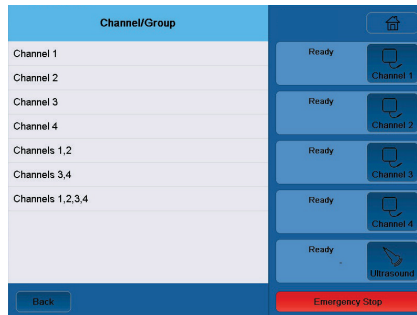 Channel/Group
Channel 1
Channel 2
Channel 3
Channel 4
Channels 1,2
Channels 3,4
Channels 1,2,3,4
Back
Ready
Channel 1
Ready
Channel 2
Ready
Channel 3
Ready
Channel 4
Ready
Ultrasound
Emergency Stop